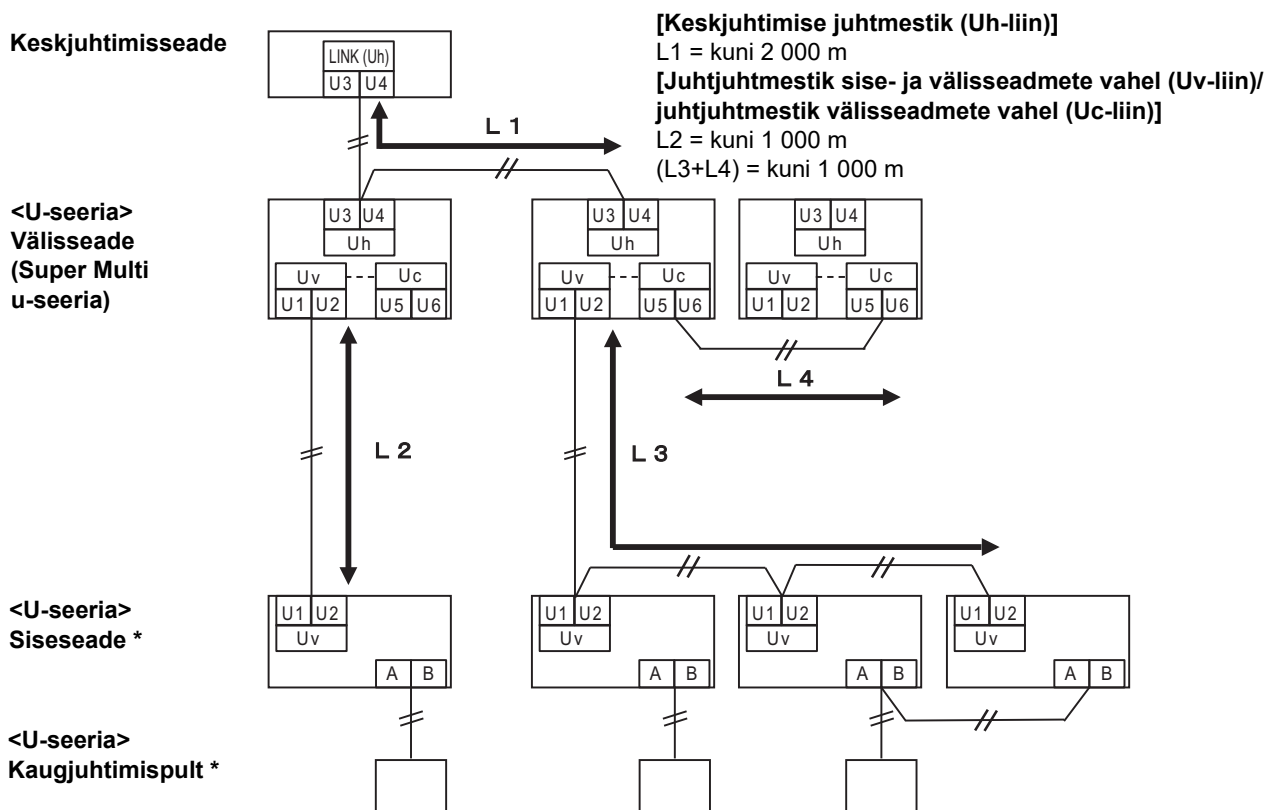 Keskjuhtimisseade
LINK (Uh)
U3 U4
[Keskjuhtimise juhtmestik (Uh-liin)]
L1 = kuni 2 000 m
[Juhtjuhtmestik sise- ja välisseadmete vahel (Uv-liin)/
juhtjuhtmestik välisseadmete vahel (Uc-liin)]
L2 = kuni 1 000 m
(L3+L4) = kuni 1 000 m
L 1
<U-seeria>
Välisseade
(Super Multi
u-seeria)
U3 U4
Uh
Uv Uc
U1 U2 U5 U6
U3 U4
Uh
Uv Uc
U1 U2 U5 U6
U3 U4
Uh
Uv Uc
U1 U2 U5 U6
L 4
L 2
L 3
<U-seeria>
Siseseade *
U1 U2
Uv
A B
U1 U2
Uv
A B
U1 U2
Uv
A B
U1 U2
Uv
A B
<U-seeria>
Kaugjuhtimispult *